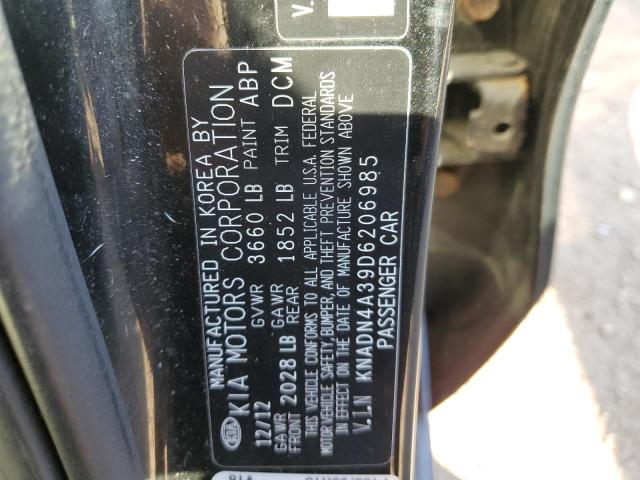 MANUFACTURED IN KOREA BY
KIA KIA MOTORS CORPORATION
12/12 GVWR 3660 LB PAINT ABP
GAWR FRONT 2028 LB GAWR REAR 1852 LB TRIM DCM
THIS VEHICLE CONFORMS TO ALL APPLICABLE U.S.A. FEDERAL
MOTOR VEHICLE SAFETY, BUMPER, AND THEFT PREVENTION STANDARDS
IN EFFECT ON THE DATE OF MANUFACTURE SHOWN ABOVE
V.I.N KNADN4A39D6206985
PASSENGER CAR
V.